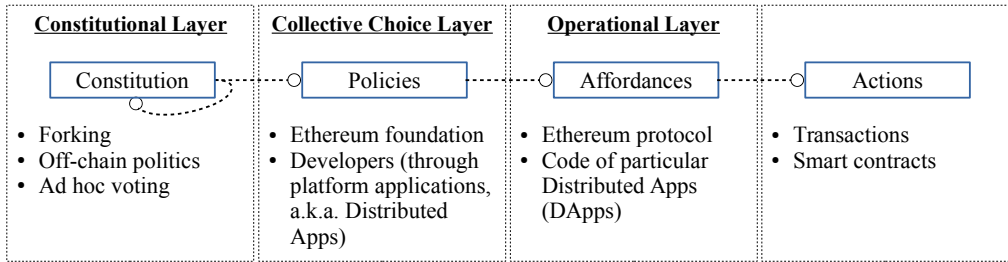 Constitutional Layer
Constitution
• Forking
• Off-chain politics
• Ad hoc voting
Collective Choice Layer
Policies
• Ethereum foundation
• Developers (through
platform applications,
a.k.a. Distributed
Apps)
Operational Layer
Affordances
• Ethereum protocol
• Code of particular
Distributed Apps
(DApps)
Actions
• Transactions
• Smart contracts